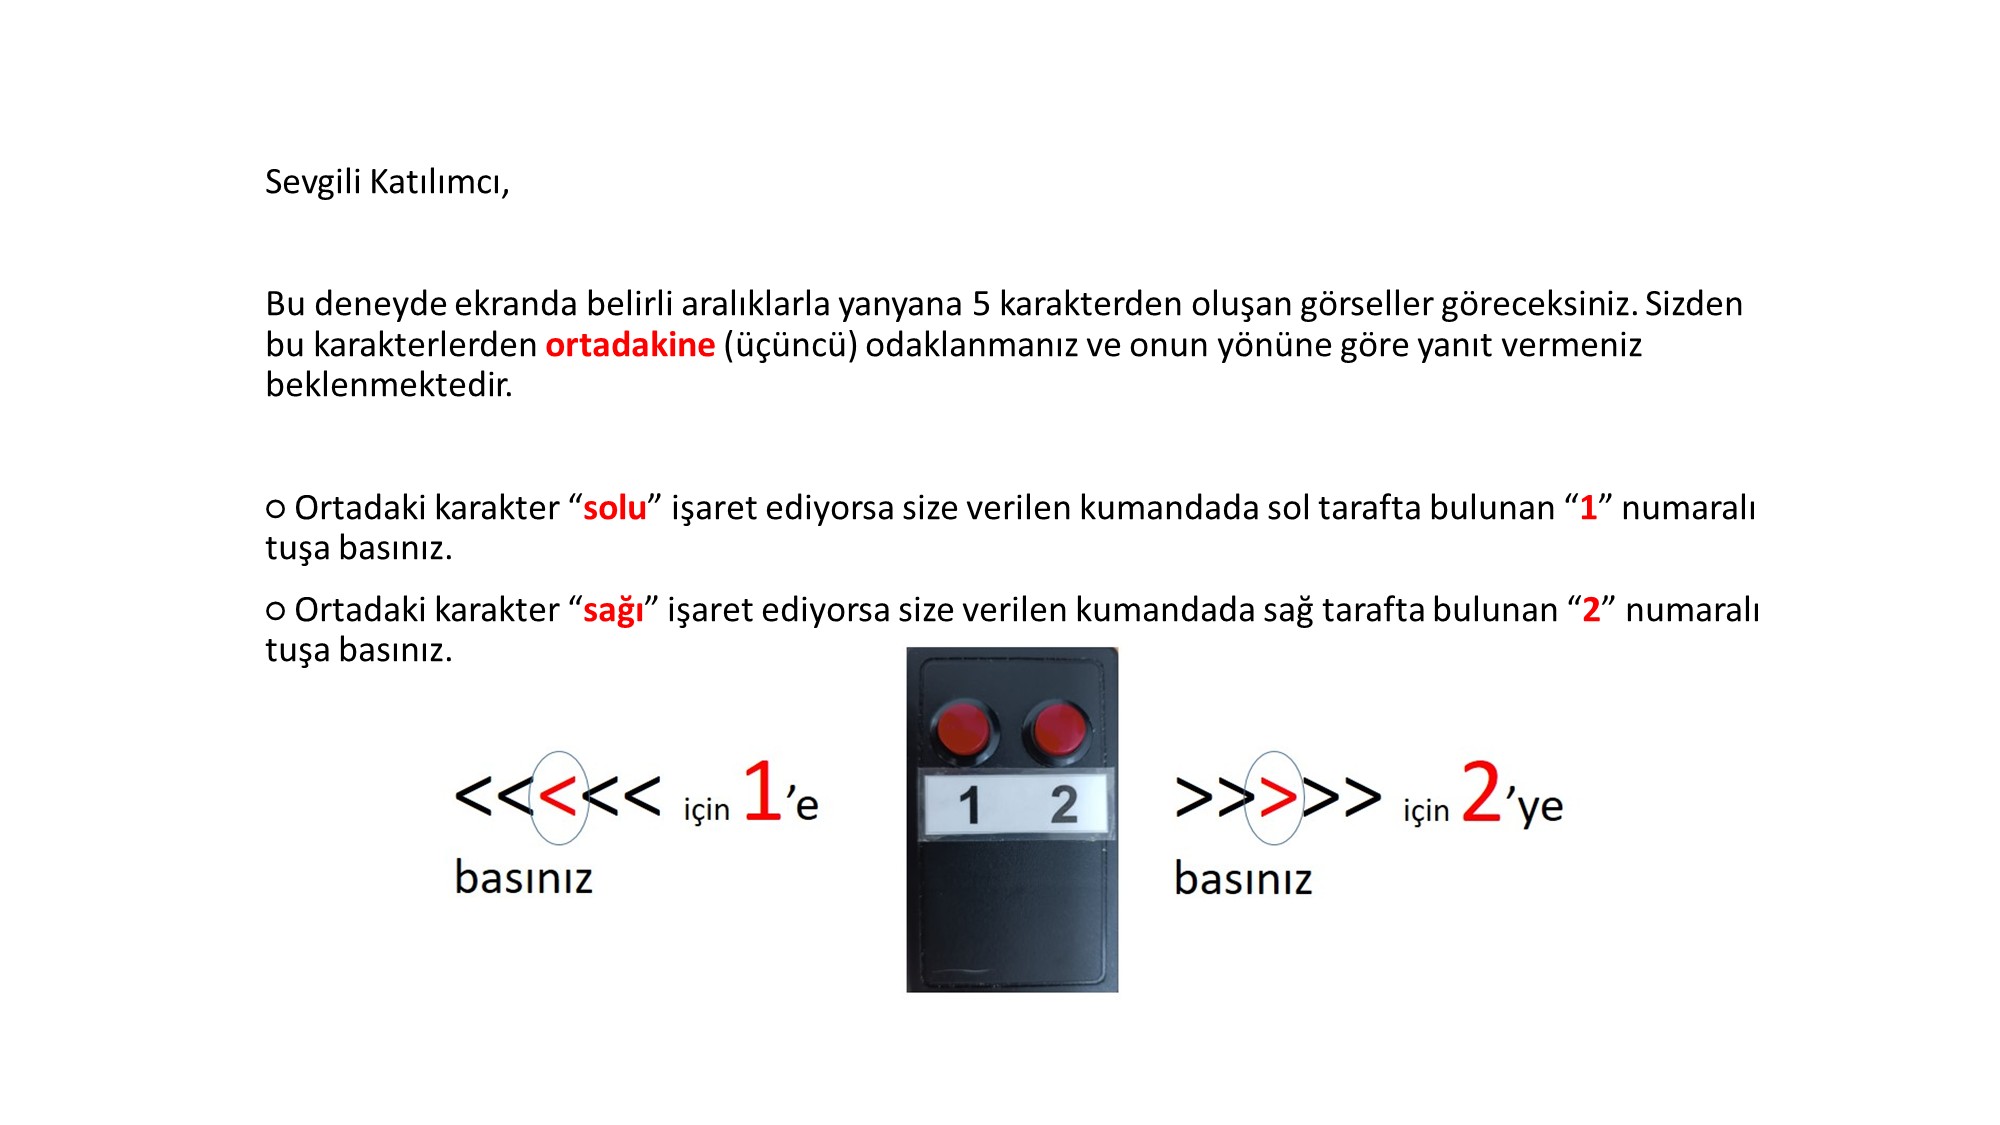 Sevgili Katılımcı,
Bu deneyde ekranda belirli aralıklarla yanyana 5 karakterden oluşan görseller göreceksiniz. Sizden
bu karakterlerden ortadakine (üçüncü) odaklanmanız ve onun yönüne göre yanıt vermeniz
beklenmektedir.
○ Ortadaki karakter “solu” işaret ediyorsa size verilen kumandada sol tarafta bulunan “1” numaralı
tuşa basınız.
○ Ortadaki karakter “sağı” işaret ediyorsa size verilen kumandada sağ tarafta bulunan “2” numaralı
tuşa basınız.
<<<<< için 1’e
basınız
1 2
>>>>> için 2’ye
basınız